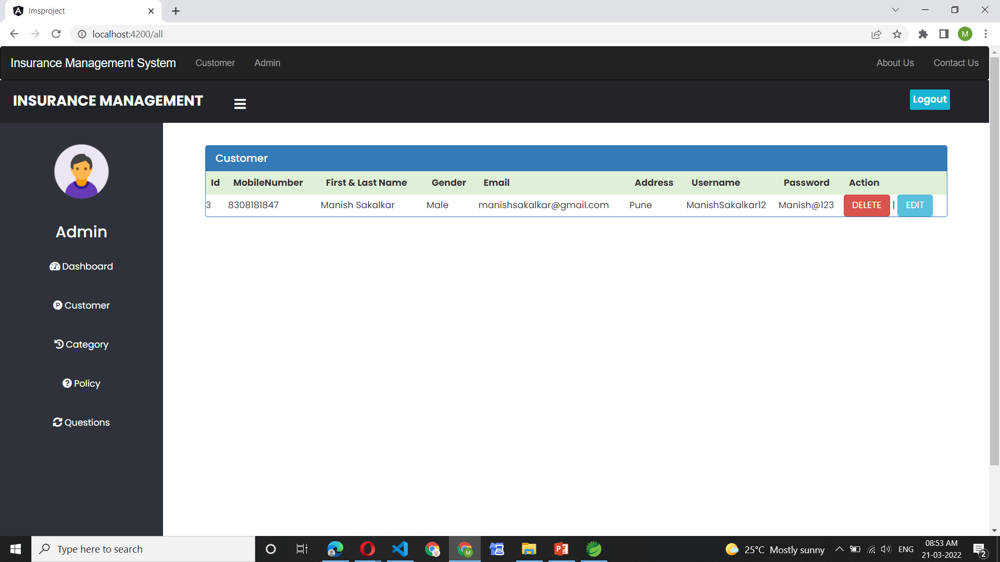 Imsproject
localhost:4200/all
M
Insurance Management System Customer Admin About Us Contact Us
INSURANCE MANAGEMENT Logout
Customer
Id MobileNumber First & Last Name Gender Email Address Username Password Action
3 8308181847 Manish Sakalkar Male manishsakalkar@gmail.com Pune ManishSakalkar12 Manish@123 DELETE | EDIT
Admin
Dashboard
Customer
Category
Policy
Questions
Type here to search
25°C Mostly sunny
ENG
08:53 AM
21-03-2022
2